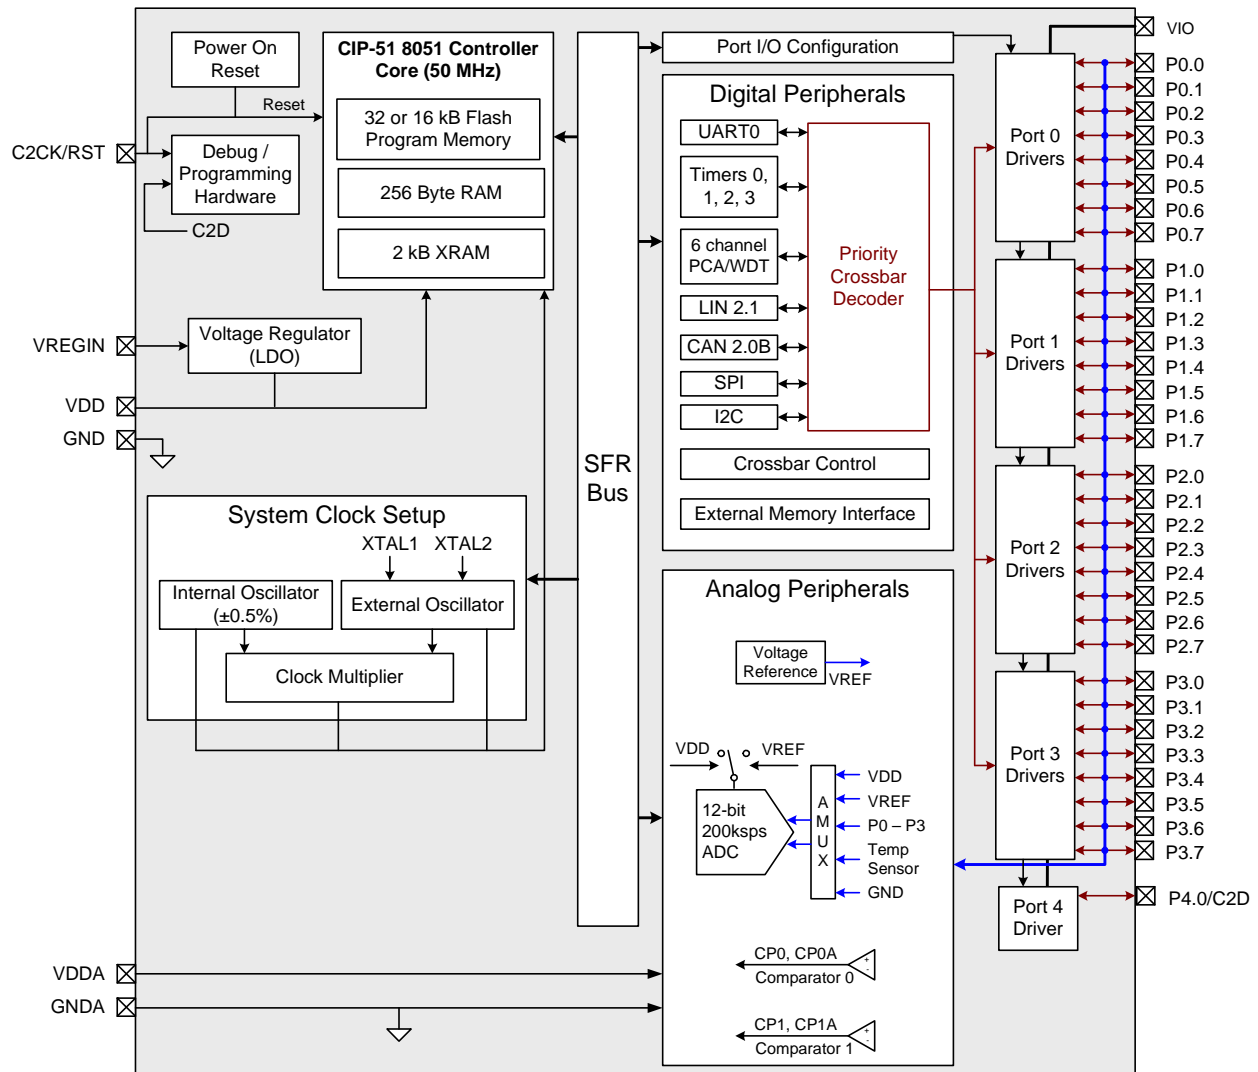 Power On
Reset
Reset
C2CK/RST
Debug /
Programming
Hardware
C2D
CIP-51 8051 Controller
Core (50 MHz)
32 or 16 kB Flash
Program Memory
256 Byte RAM
2 kB XRAM
VREGIN
Voltage Regulator
(LDO)
VDD
GND
System Clock Setup
XTAL1
XTAL2
Internal Oscillator
(±0.5%)
External Oscillator
Clock Multiplier
VDDA
GNDA
SFR
Bus
Port I/O Configuration
Digital Peripherals
UART0
Timers 0,
1, 2, 3
6 channel
PCA/WDT
LIN 2.1
CAN 2.0B
SPI
I2C
Priority
Crossbar
Decoder
Crossbar Control
External Memory Interface
Analog Peripherals
Voltage
Reference
VREF
VDD
VREF
12-bit
200ksps
ADC
A
M
U
X
VDD
VREF
P0 – P3
Temp
Sensor
GND
CP0, CP0A
Comparator 0
+
-
CP1, CP1A
Comparator 1
+
-
Port 0
Drivers
Port 1
Drivers
Port 2
Drivers
Port 3
Drivers
Port 4
Driver
VIO
P0.0
P0.1
P0.2
P0.3
P0.4
P0.5
P0.6
P0.7
P1.0
P1.1
P1.2
P1.3
P1.4
P1.5
P1.6
P1.7
P2.0
P2.1
P2.2
P2.3
P2.4
P2.5
P2.6
P2.7
P3.0
P3.1
P3.2
P3.3
P3.4
P3.5
P3.6
P3.7
P4.0/C2D